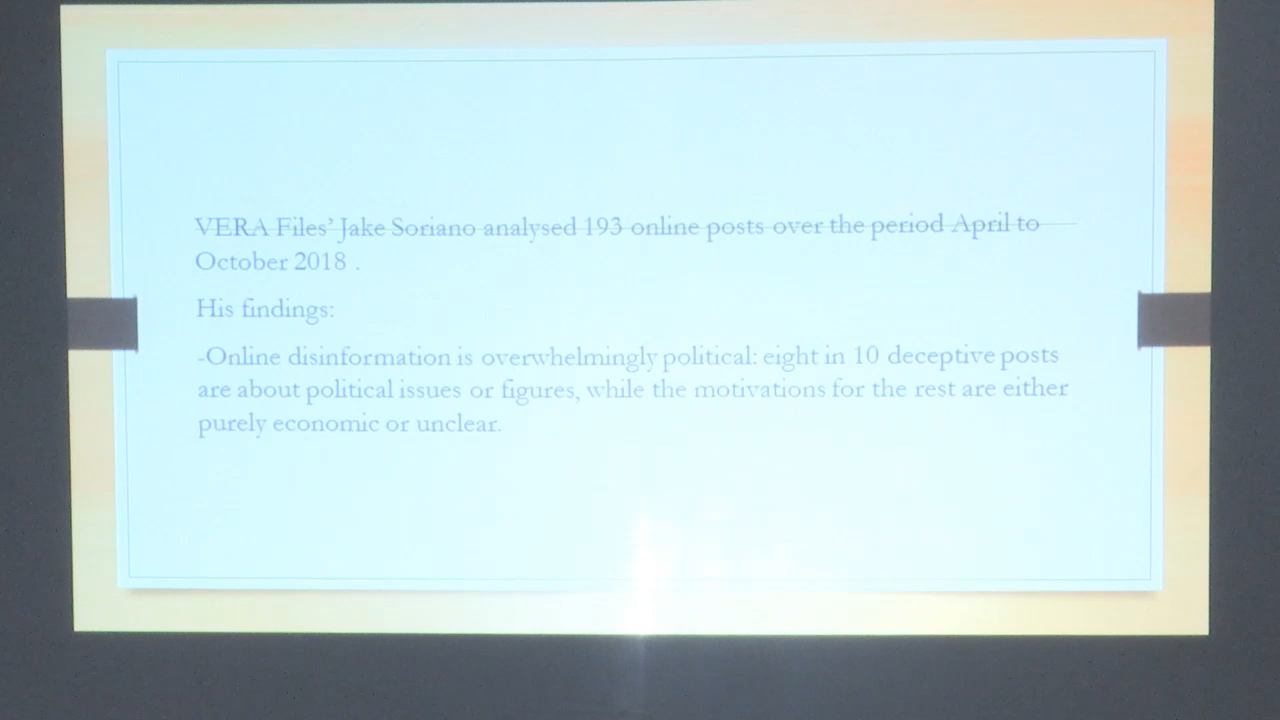 VERA Files' Jake Soriano analysed 193 online posts over the period April to
October 2018 .
His findings:
-Online disinformation is overwhelmingly political: eight in 10 deceptive posts
are about political issues or figures, while the motivations for the rest are either
purely economic or unclear.